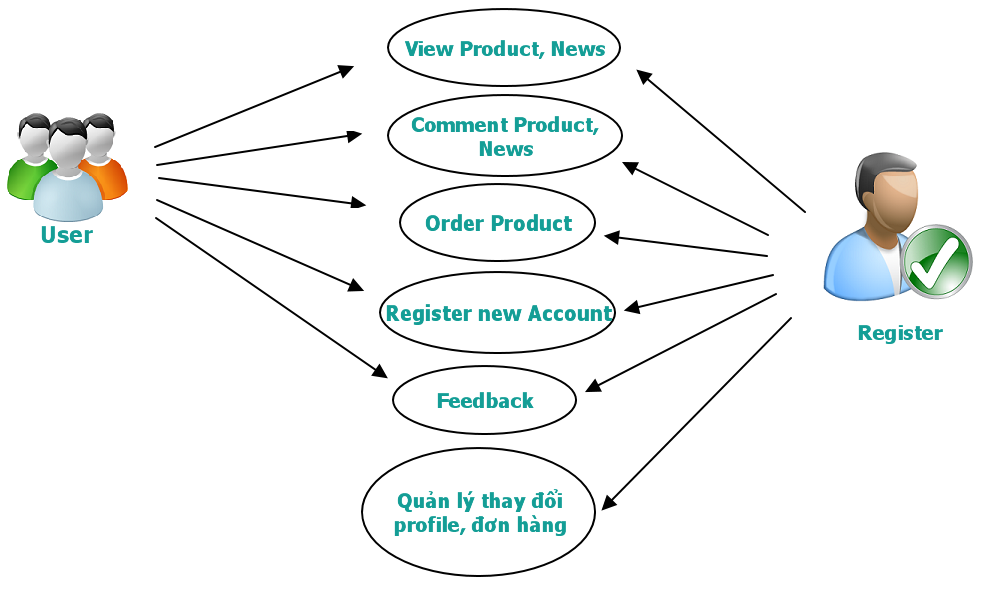 View Product, News
Comment Product,
News
User
Order Product
Register new Account
Register
Feedback
Quản lý thay đổi
profile, đơn hàng